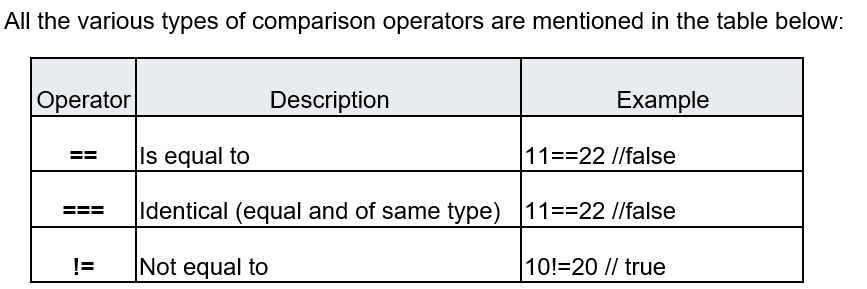 All the various types of comparison operators are mentioned in the table below:
Operator Description Example
== Is equal to 11==22 //false
=== Identical (equal and of same type) 11==22 //false
!= Not equal to 10!=20 // true